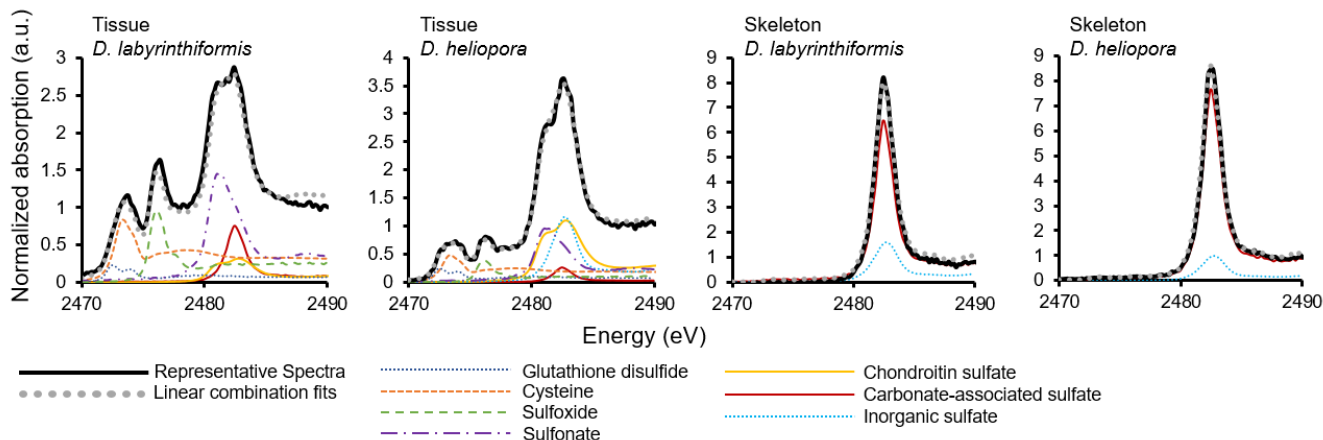 Tissue
D. labyrinthiformis
3
2.5
2
1.5
1
0.5
0
2470 2480 2490
Tissue
D. heliopora
4
3.5
3
2.5
2
1.5
1
0.5
0
2470 2480 2490
Skeleton
D. labyrinthiformis
9
8
7
6
5
4
3
2
1
0
2470 2480 2490
Skeleton
D. heliopora
9
8
7
6
5
4
3
2
1
0
2470 2480 2490
Normalized absorption (a.u.)
Energy (eV)
Representative Spectra
Linear combination fits
Glutathione disulfide
Cysteine
Sulfoxide
Sulfonate
Chondroitin sulfate
Carbonate-associated sulfate
Inorganic sulfate